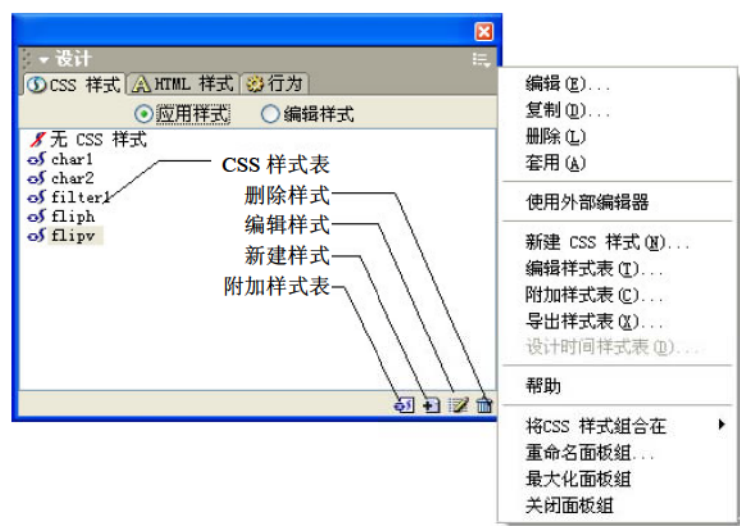 设计
CSS 样式 HTML 样式 行为
应用样式 编辑样式
无 CSS 样式
char1
char2
filter1
fliph
flipv
CSS 样式表
删除样式
编辑样式
新建样式
附加样式表
编辑(E)...
复制(D)...
删除(L)
套用(A)
使用外部编辑器
新建 CSS 样式(N)...
编辑样式表(T)...
附加样式表(C)...
导出样式表(X)...
设计时间样式表(D)...
帮助
将CSS 样式组合在
重命名面板组...
最大化面板组
关闭面板组